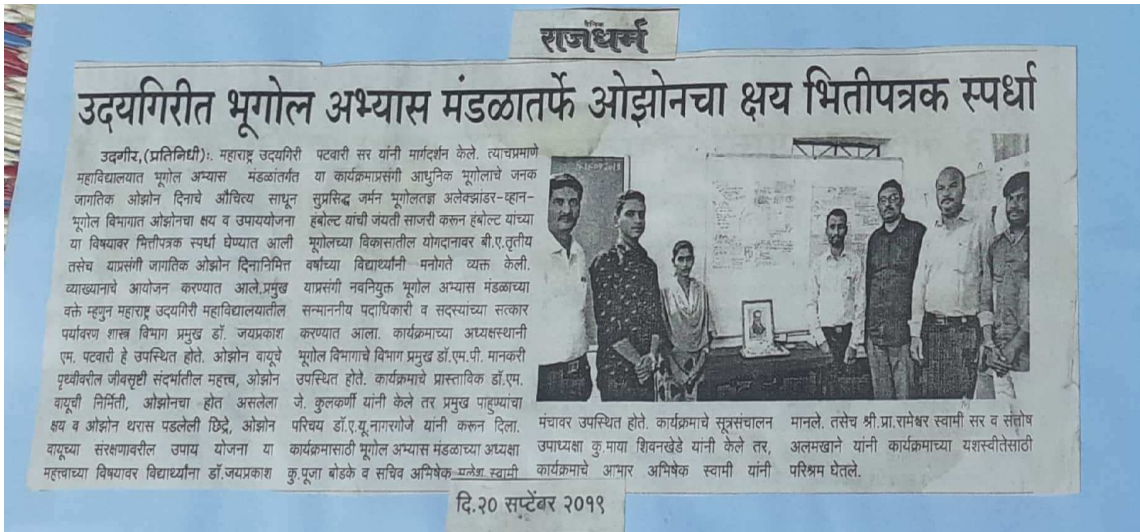 दैनिक
राजधर्म
उदयगिरीत भूगोल अभ्यास मंडळातर्फे ओझोनचा क्षय भितीपत्रक स्पर्धा
उदगीर,(प्रतिनिधी):. महाराष्ट्र उदयगिरी
महाविद्यालयात भूगोल अभ्यास मंडळांतर्गत
जागतिक ओझोन दिनाचे औचित्य साधून
भूगोल विभागात ओझोनचा क्षय व उपाययोजना
या विषयावर भित्तीपत्रक स्पर्धा घेण्यात आली
तसेच याप्रसंगी जागतिक ओझोन दिनानिमित्त
व्याख्यानाचे आयोजन करण्यात आले.प्रमुख
वक्ते म्हणुन महाराष्ट्र उदयगिरी महाविद्यालयातील
पर्यावरण शास्त्र विभाग प्रमुख डॉ. जयप्रकाश
एम. पटवारी हे उपस्थित होते. ओझोन वायूचे
पृथ्वीवरील जीवसृष्टी संदर्भातील महत्त्व, ओझोन
वायूची निर्मिती, ओझोनचा होत असलेला
क्षय व ओझोन थरास पडलेली छिद्रे, ओझोन
वायूच्या संरक्षणावरील उपाय योजना या
महत्वाच्या विषयावर विद्यार्थ्यांना डॉ.जयप्रकाश
पटवारी सर यांनी मार्गदर्शन केले. त्याचप्रमाणे
या कार्यक्रमाप्रसंगी आधुनिक भूगोलाचे जनक
सुप्रसिद्ध जर्मन भूगोलतज्ञ अलेक्झांडर-व्हान-
हंबोल्ट यांची जयंती साजरी करून हंबोल्ट यांच्या
भूगोलच्या विकासातील योगदानावर बी.ए.तृतीय
वर्षाच्या विद्यार्थ्यांनी मनोगते व्यक्त केली.
याप्रसंगी नवनियुक्त भूगोल अभ्यास मंडळाच्या
सन्माननीय पदाधिकारी व सदस्यांच्या सत्कार
करण्यात आला. कार्यक्रमाच्या अध्यक्षस्थानी
भूगोल विभागाचे विभाग प्रमुख डॉ.एम.पी. मानकरी
उपस्थित होते. कार्यक्रमाचे प्रास्ताविक डॉ.एम.
जे. कुलकर्णी यांनी केले तर प्रमुख पाहुण्यांचा
परिचय डॉ.ए.यू.नागरगोजे यांनी करून दिला.
कार्यक्रमासाठी भूगोल अभ्यास मंडळाच्या अध्यक्षा
कु.पूजा बोडके व सचिव अभिषेक स्वामी
मंचावर उपस्थित होते. कार्यक्रमाचे सूत्रसंचालन
उपाध्यक्षा कु.माया शिवनखेडे यांनी केले तर,
कार्यक्रमाचे आभार अभिषेक स्वामी यांनी
मानले. तसेच श्री.प्रा.रामेश्वर स्वामी सर व संतोष
अलमखाने यांनी कार्यक्रमाच्या यशस्वीतेसाठी
परिश्रम घेतले.
दि.२० सप्टेंबर २०१९